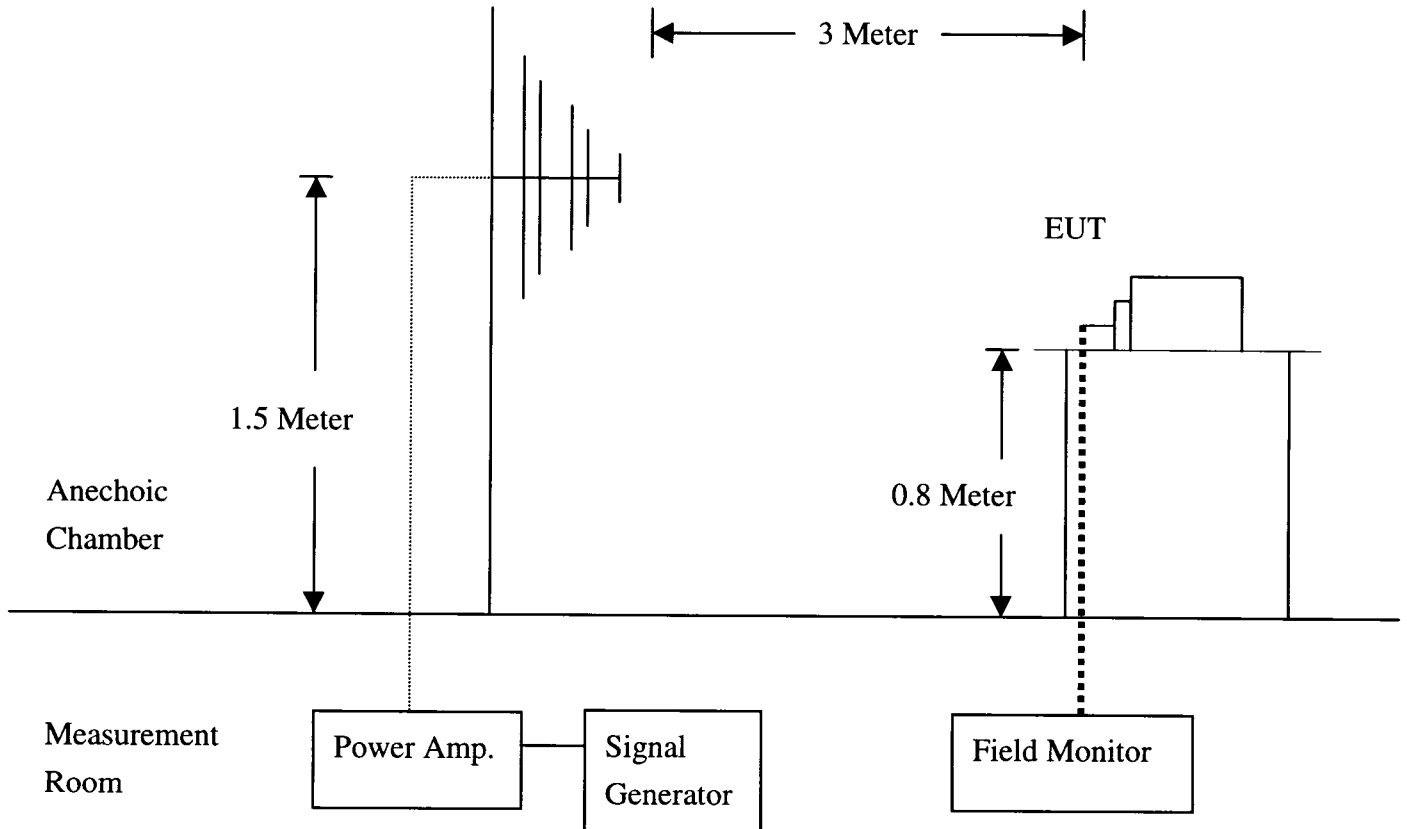 3 Meter
EUT
1.5 Meter
0.8 Meter
Anechoic
Chamber
Measurement
Room
Power Amp.
Signal
Generator
Field Monitor